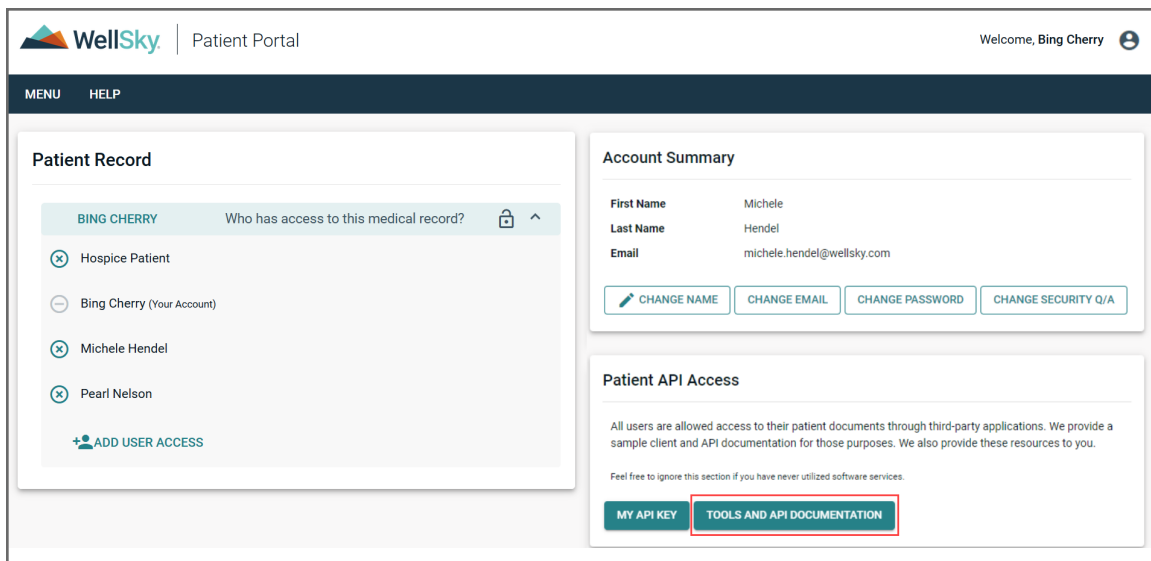 WellSky. Patient Portal
Welcome, Bing Cherry
MENU HELP
Patient Record
BING CHERRY Who has access to this medical record?
Hospice Patient
Bing Cherry (Your Account)
Michele Hendel
Pearl Nelson
ADD USER ACCESS
Account Summary
First Name Michele
Last Name Hendel
Email michele.hendel@wellsky.com
CHANGE NAME CHANGE EMAIL CHANGE PASSWORD CHANGE SECURITY Q/A
Patient API Access
All users are allowed access to their patient documents through third-party applications. We provide a
sample client and API documentation for those purposes. We also provide these resources to you.
Feel free to ignore this section if you have never utilized software services.
MY API KEY TOOLS AND API DOCUMENTATION